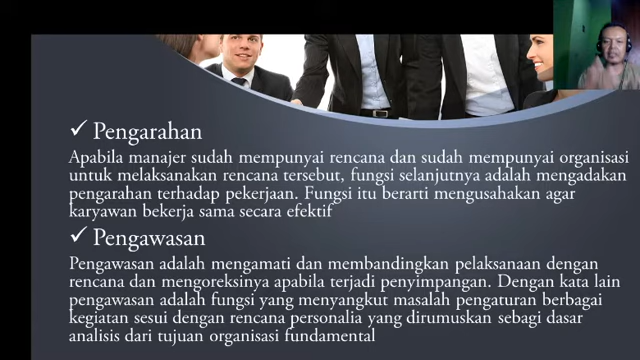 ✓ Pengarahan
Apabila manajer sudah mempunyai rencana dan sudah mempunyai organisasi
untuk melaksanakan rencana tersebut, fungsi selanjutnya adalah mengadakan
pengarahan terhadap pekerjaan. Fungsi itu berarti mengusahakan agar
karyawan bekerja sama secara efektif
✓ Pengawasan
Pengawasan adalah mengamati dan membandingkan pelaksanaan dengan
rencana dan mengoreksinya apabila terjadi penyimpangan. Dengan kata lain
pengawasan adalah fungsi yang menyangkut masalah pengaturan berbagai
kegiatan sesui dengan rencana personalia yang dirumuskan sebagi dasar
analisis dari tujuan organisasi fundamental